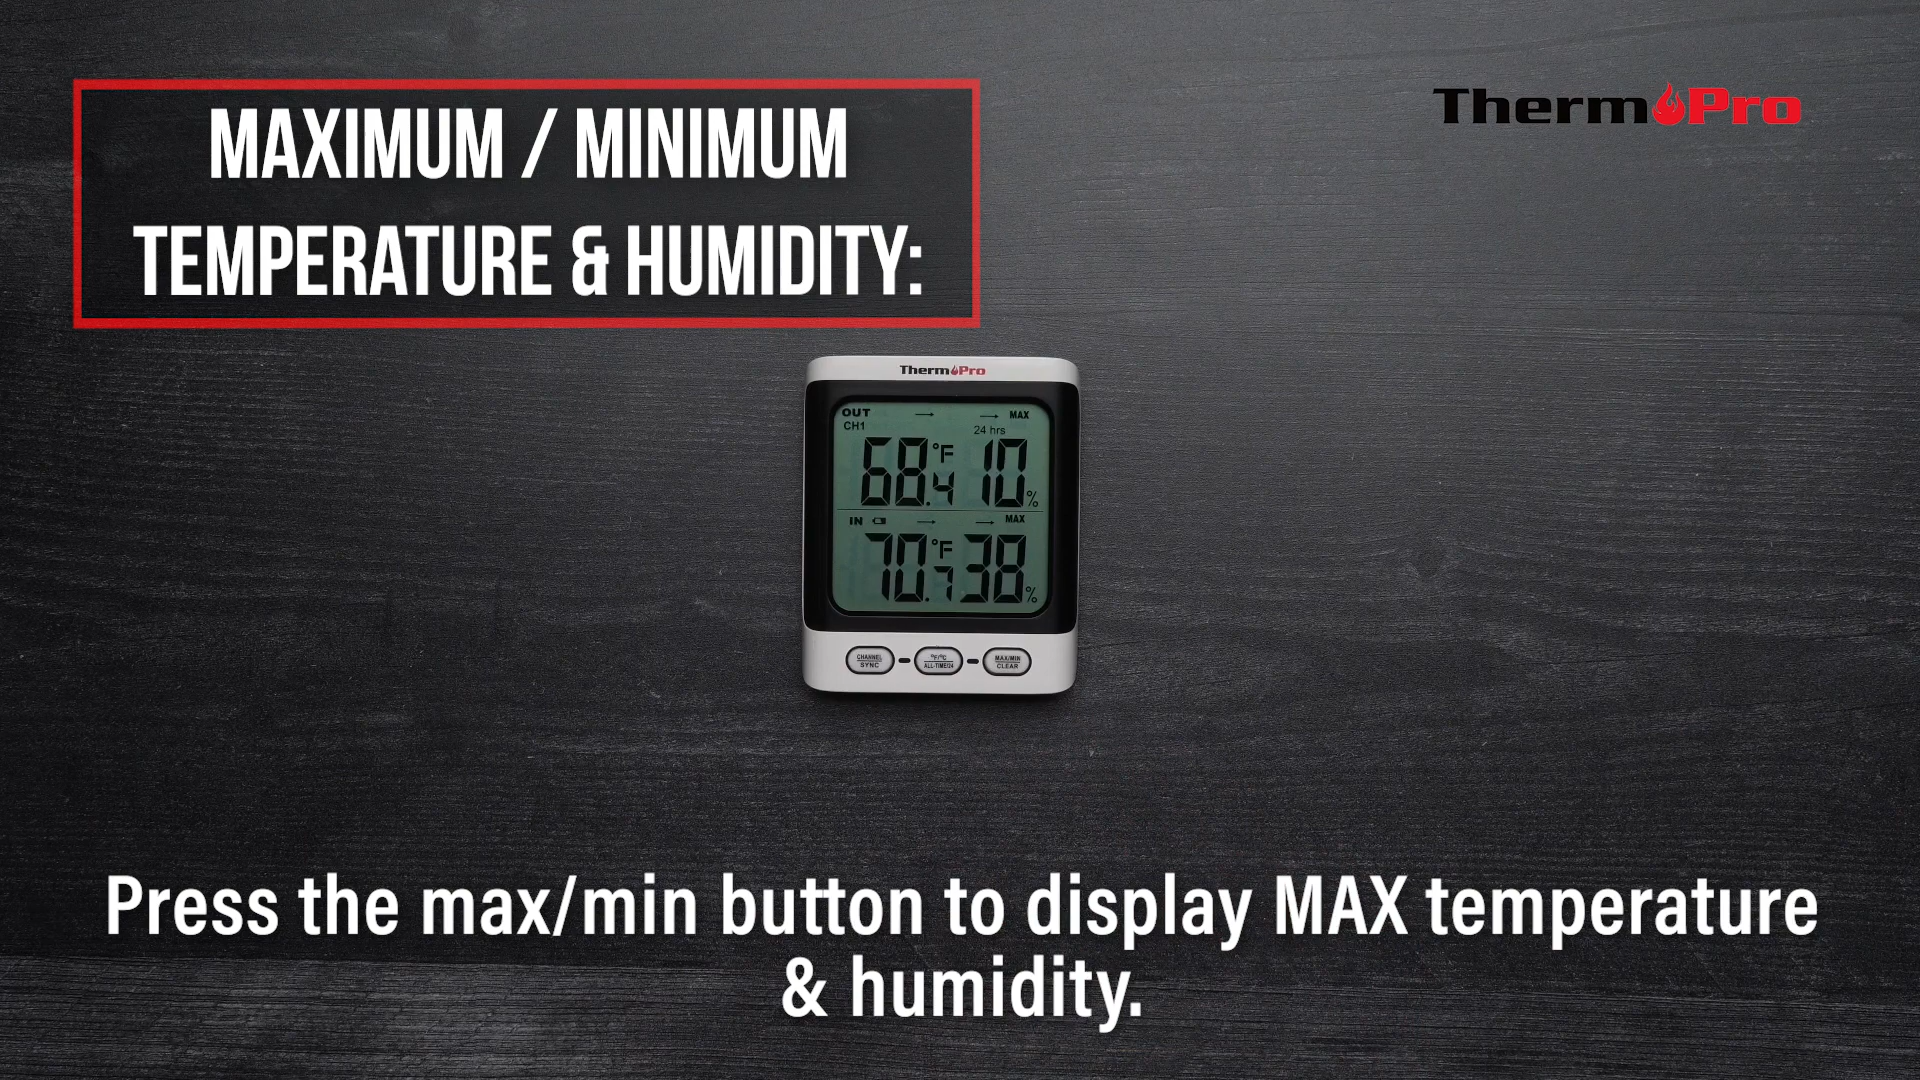 MAXIMUM / MINIMUM
TEMPERATURE & HUMIDITY:
ThermoPro
ThermoPro
OUT → → MAX
CH1 24 hrs
68.4 °F 10 %
IN → → MAX
70.7 °F 38 %
CHANNEL
SYNC
°F/°C
ALL-TIME/24
MAX/MIN
CLEAR
Press the max/min button to display MAX temperature
& humidity.